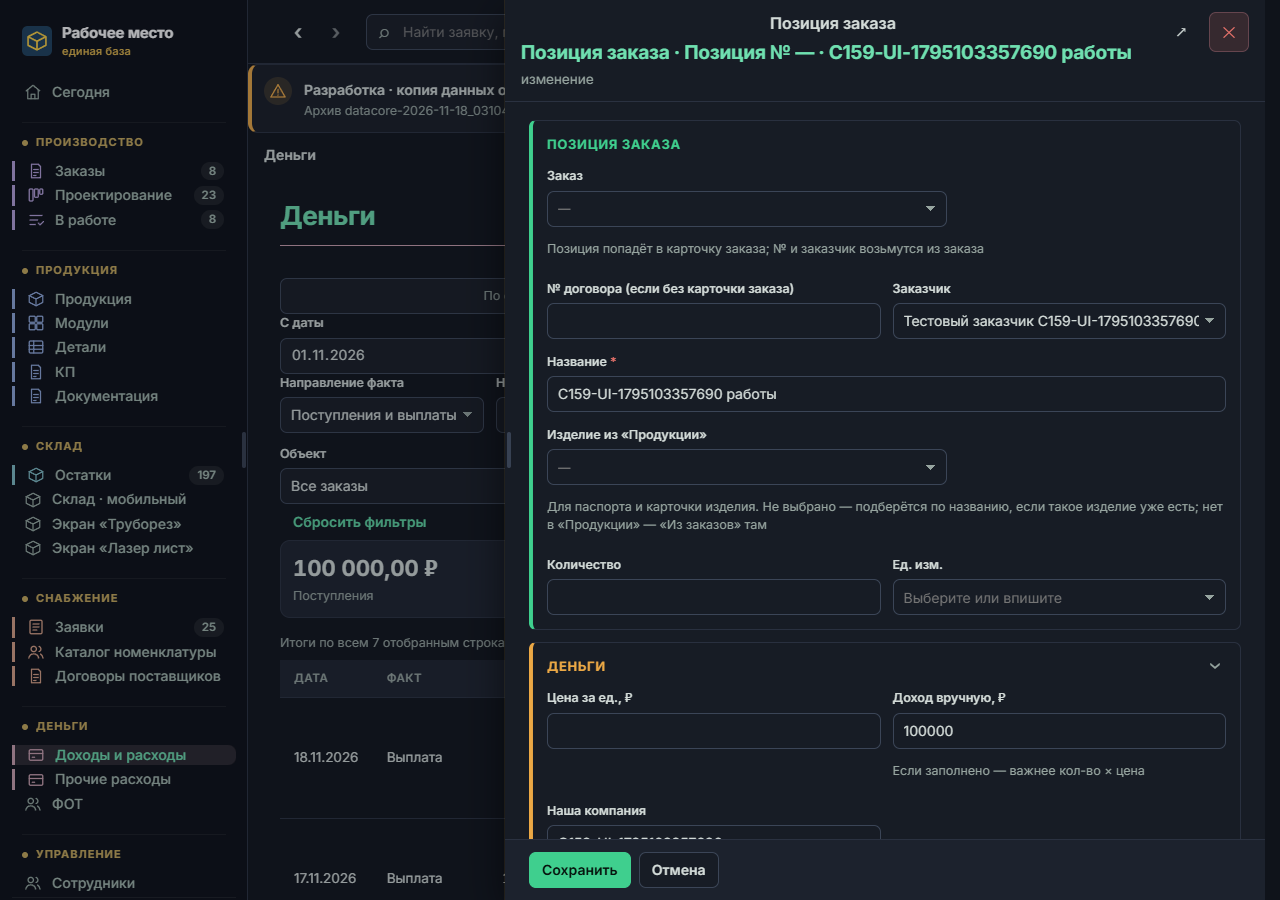 Рабочее место
единая база
Сегодня
ПРОИЗВОДСТВО
Заказы 8
Проектирование 23
В работе 8
ПРОДУКЦИЯ
Продукция
Модули
Детали
КП
Документация
СКЛАД
Остатки 197
Склад · мобильный
Экран «Труборез»
Экран «Лазер лист»
СНАБЖЕНИЕ
Заявки 25
Каталог номенклатуры
Договоры поставщиков
ДЕНЬГИ
Доходы и расходы
Прочие расходы
ФОТ
УПРАВЛЕНИЕ
Сотрудники
Найти заявку,
Разработка · копия данных
Архив datacore-2026-11-18_0310
Деньги
Деньги
По
С даты
01.11.2026
Направление факта
Поступления и выплаты
Объект
Все заказы
Сбросить фильтры
100 000,00 ₽
Поступления
Итоги по всем 7 отобранным строка
ДАТА ФАКТ
18.11.2026 Выплата
17.11.2026 Выплата
Позиция заказа
Позиция заказа · Позиция № — · C159-UI-1795103357690 работы
изменение
ПОЗИЦИЯ ЗАКАЗА
Заказ
—
Позиция попадёт в карточку заказа; № и заказчик возьмутся из заказа
№ договора (если без карточки заказа) Заказчик
Тестовый заказчик C159-UI-179510335769
Название *
C159-UI-1795103357690 работы
Изделие из «Продукции»
—
Для паспорта и карточки изделия. Не выбрано — подберётся по названию, если такое изделие уже есть; нет
в «Продукции» — «Из заказов» там
Количество Ед. изм.
Выберите или впишите
ДЕНЬГИ
Цена за ед., ₽ Доход вручную, ₽
100000
Если заполнено — важнее кол-во × цена
Наша компания
Сохранить Отмена